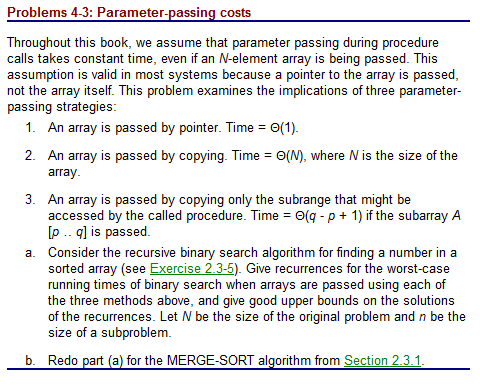 Problems 4-3: Parameter-passing costs
Throughout this book, we assume that parameter passing during procedure
calls takes constant time, even if an N-element array is being passed. This
assumption is valid in most systems because a pointer to the array is passed,
not the array itself. This problem examines the implications of three parameter-
passing strategies:
1. An array is passed by pointer. Time = Θ(1).
2. An array is passed by copying. Time = Θ(N), where N is the size of the
array.
3. An array is passed by copying only the subrange that might be
accessed by the called procedure. Time = Θ(q - p + 1) if the subarray A
[p .. q] is passed.
a. Consider the recursive binary search algorithm for finding a number in a
sorted array (see Exercise 2.3-5). Give recurrences for the worst-case
running times of binary search when arrays are passed using each of
the three methods above, and give good upper bounds on the solutions
of the recurrences. Let N be the size of the original problem and n be the
size of a subproblem.
b. Redo part (a) for the MERGE-SORT algorithm from Section 2.3.1.